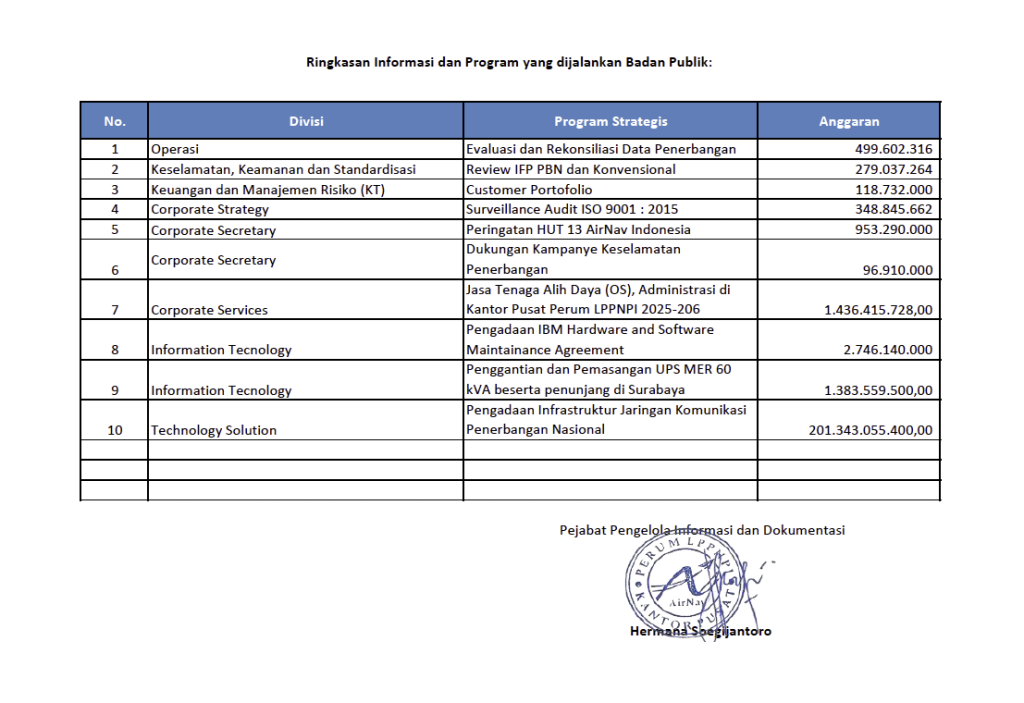 Ringkasan Informasi dan Program yang dijalankan Badan Publik:
No. Divisi Program Strategis Anggaran
1 Operasi Evaluasi dan Rekonsiliasi Data Penerbangan 499.602.316
2 Keselamatan, Keamanan dan Standardisasi Review IFP PBN dan Konvensional 279.037.264
3 Keuangan dan Manajemen Risiko (KT) Customer Portofolio 118.732.000
4 Corporate Strategy Surveillance Audit ISO 9001 : 2015 348.845.662
5 Corporate Secretary Peringatan HUT 13 AirNav Indonesia 953.290.000
6 Corporate Secretary Dukungan Kampanye Keselamatan
Penerbangan 96.910.000
7 Corporate Services Jasa Tenaga Alih Daya (OS), Administrasi di
Kantor Pusat Perum LPPNPI 2025-206 1.436.415.728,00
8 Information Tecnology Pengadaan IBM Hardware and Software
Maintainance Agreement 2.746.140.000
9 Information Tecnology Penggantian dan Pemasangan UPS MER 60
kVA beserta penunjang di Surabaya 1.383.559.500,00
10 Technology Solution Pengadaan Infrastruktur Jaringan Komunikasi
Penerbangan Nasional 201.343.055.400,00
Pejabat Pengelola Informasi dan Dokumentasi
PERUM LPPNPI
AirNav
KANTOR PUSAT
Hermana Soegijantoro